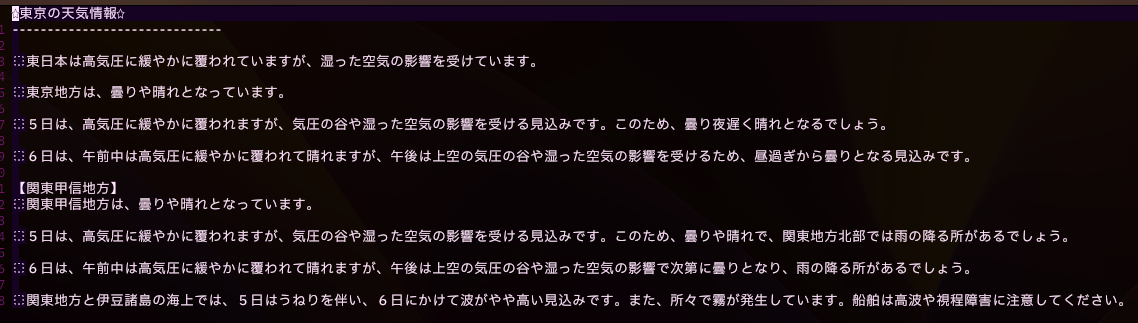 ☆東京の天気情報☆
------------------------------
東日本は高気圧に緩やかに覆われていますが、湿った空気の影響を受けています。
東京地方は、曇りや晴れとなっています。
５日は、高気圧に緩やかに覆われますが、気圧の谷や湿った空気の影響を受ける見込みです。このため、曇り夜遅く晴れとなるでしょう。
６日は、午前中は高気圧に緩やかに覆われて晴れますが、午後は上空の気圧の谷や湿った空気の影響を受けるため、昼過ぎから曇りとなる見込みです。
【関東甲信地方】
関東甲信地方は、曇りや晴れとなっています。
５日は、高気圧に緩やかに覆われますが、気圧の谷や湿った空気の影響を受ける見込みです。このため、曇りや晴れで、関東地方北部では雨の降る所があるでしょう。
６日は、午前中は高気圧に緩やかに覆われて晴れますが、午後は上空の気圧の谷や湿った空気の影響で次第に曇りとなり、雨の降る所があるでしょう。
関東地方と伊豆諸島の海上では、５日はうねりを伴い、６日にかけて波がやや高い見込みです。また、所々で霧が発生しています。船舶は高波や視程障害に注意してください。